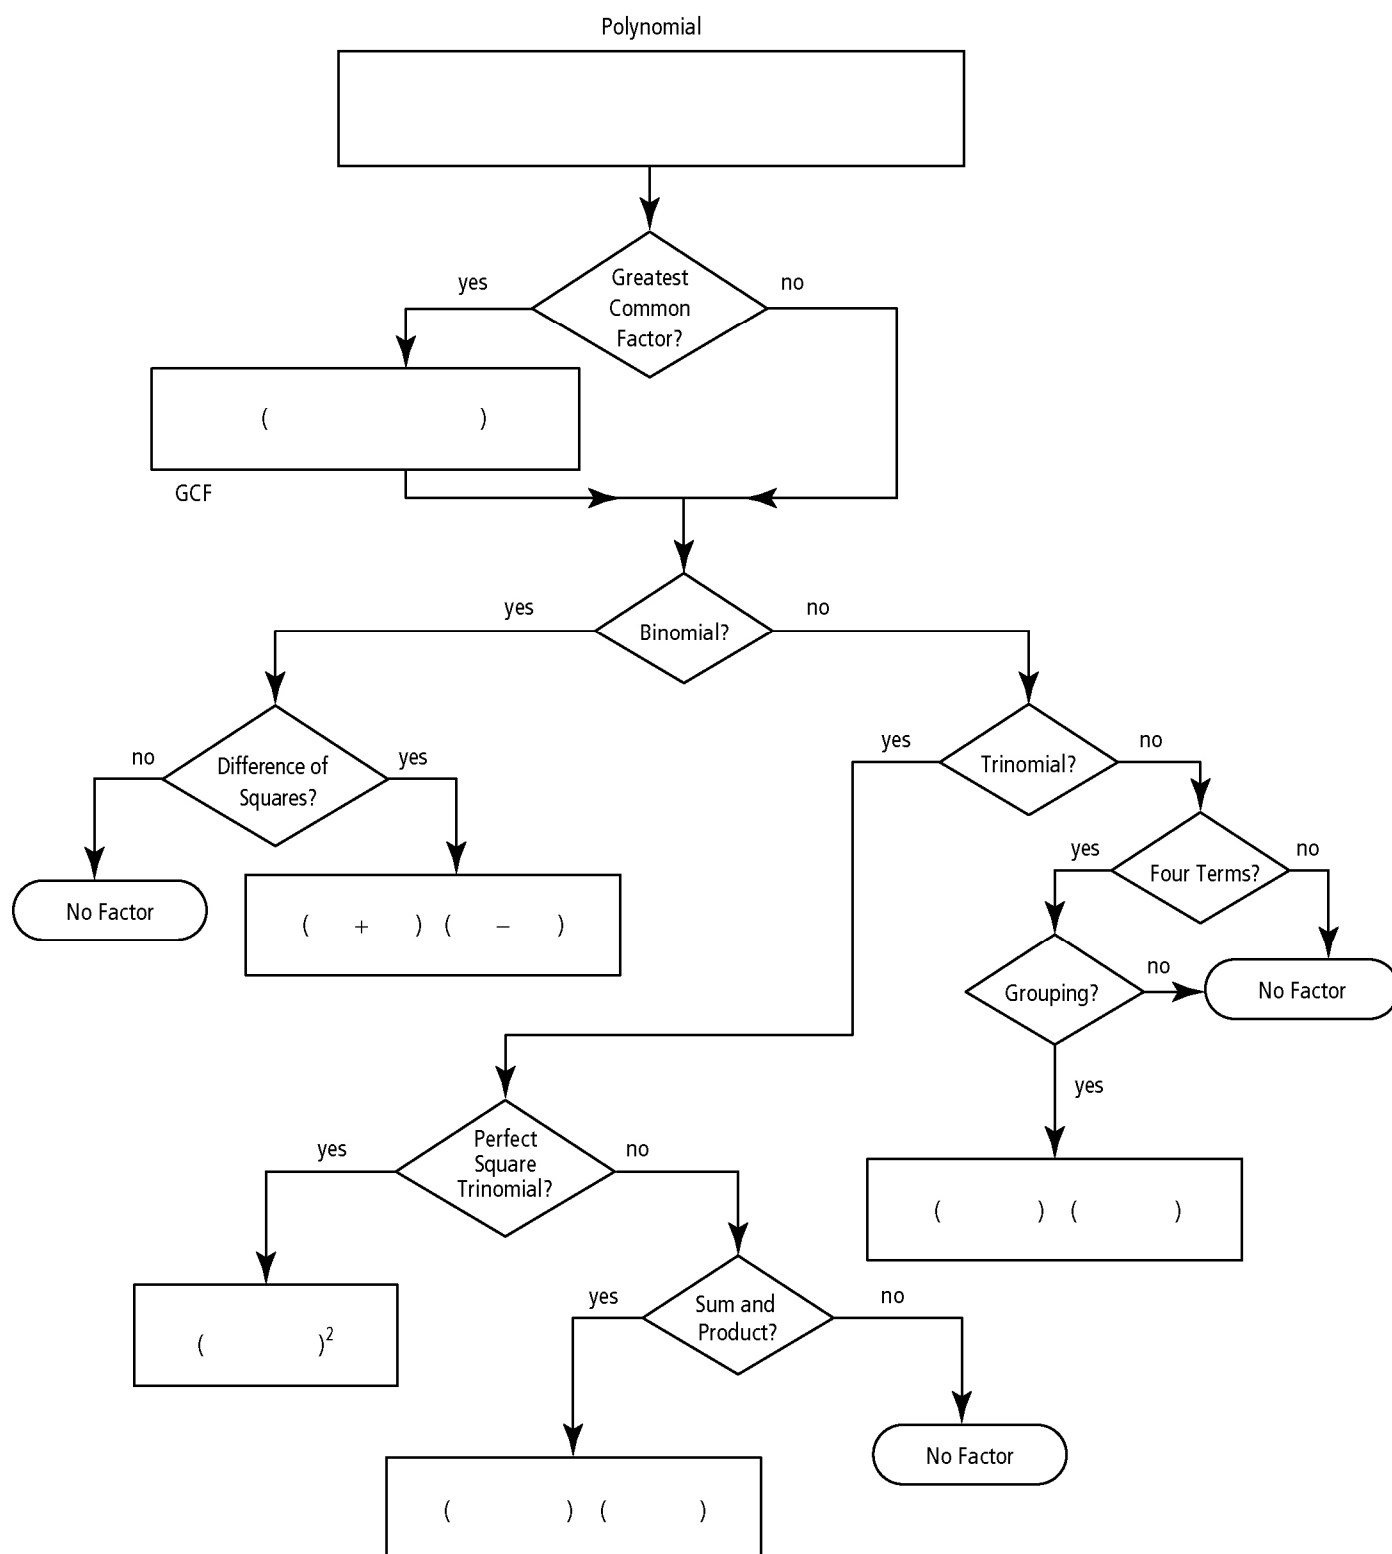 Polynomial
yes
Greatest
Common
Factor?
no
( )
GCF
yes
Binomial?
no
no
Difference of
Squares?
yes
yes
Trinomial?
no
No Factor
( + ) ( – )
yes
Four Terms?
no
Grouping?
no
No Factor
yes
( ) ( )
yes
Perfect
Square
Trinomial?
no
( )²
yes
Sum and
Product?
no
No Factor
( ) ( )